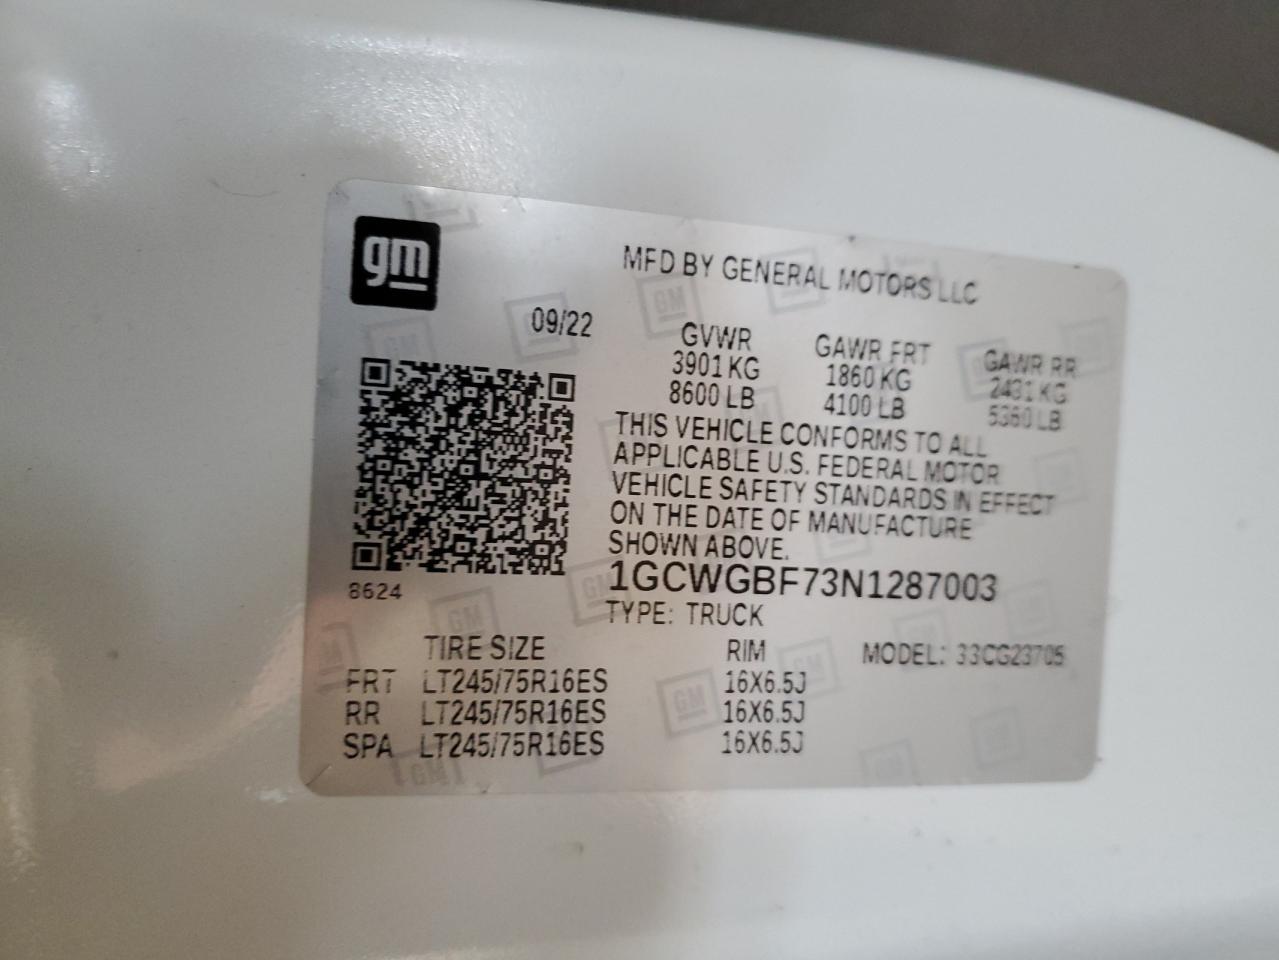 gm
MFD BY GENERAL MOTORS LLC
09/22
GVWR GAWR FRT GAWR RR
3901 KG 1860 KG 2431 KG
8600 LB 4100 LB 5360 LB
THIS VEHICLE CONFORMS TO ALL
APPLICABLE U.S. FEDERAL MOTOR
VEHICLE SAFETY STANDARDS IN EFFECT
ON THE DATE OF MANUFACTURE
SHOWN ABOVE.
1GCWGBF73N1287003
8624
TYPE: TRUCK
TIRE SIZE RIM MODEL: 33CG23705
FRT LT245/75R16ES 16X6.5J
RR LT245/75R16ES 16X6.5J
SPA LT245/75R16ES 16X6.5J